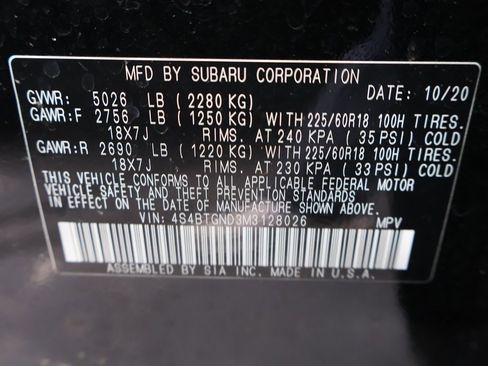 MFD BY SUBARU CORPORATION DATE: 10/20
GVWR: 5026 LB (2280 KG)
GAWR:F 2756 LB (1250 KG) WITH 225/60R18 100H TIRES.
18X7J RIMS, AT 240 KPA (35 PSI) COLD
GAWR:R 2690 LB (1220 KG) WITH 225/60R18 100H TIRES.
18X7J RIMS, AT 230 KPA (33 PSI) COLD
THIS VEHICLE CONFORMS TO ALL APPLICABLE FEDERAL MOTOR
VEHICLE SAFETY AND THEFT PREVENTION STANDARDS IN
EFFECT ON THE DATE OF MANUFACTURE SHOWN ABOVE.
VIN: 4S4BTGND3M3128026 MPV
ASSEMBLED BY SIA INC. MADE IN U.S.A.